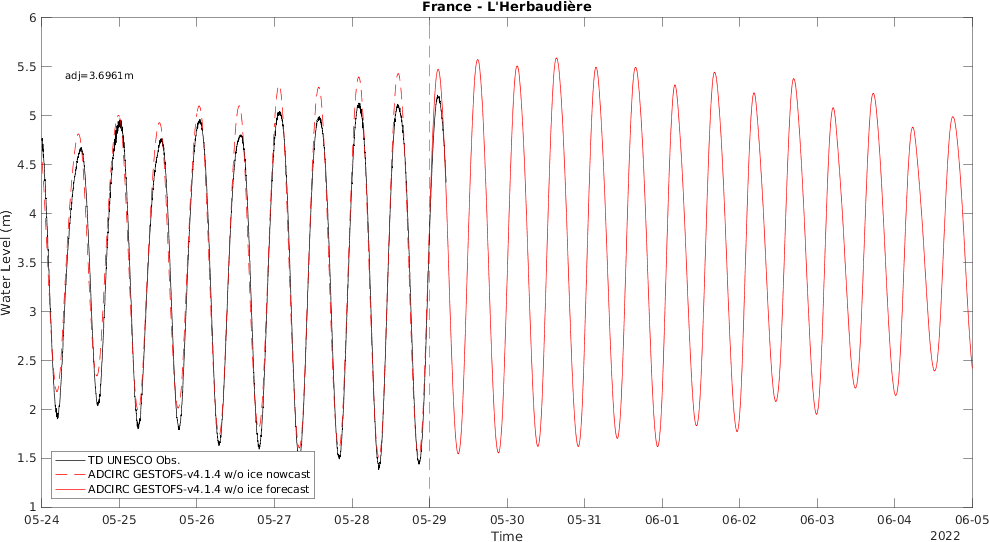 France - L'Herbaudière
adj=3.6961m
Water Level (m)
6
5.5
5
4.5
4
3.5
3
2.5
2
1.5
1
TD UNESCO Obs.
ADCIRC GESTOFS-v4.1.4 w/o ice nowcast
ADCIRC GESTOFS-v4.1.4 w/o ice forecast
05-24 05-25 05-26 05-27 05-28 05-29 05-30 05-31 06-01 06-02 06-03 06-04 06-05
Time
2022